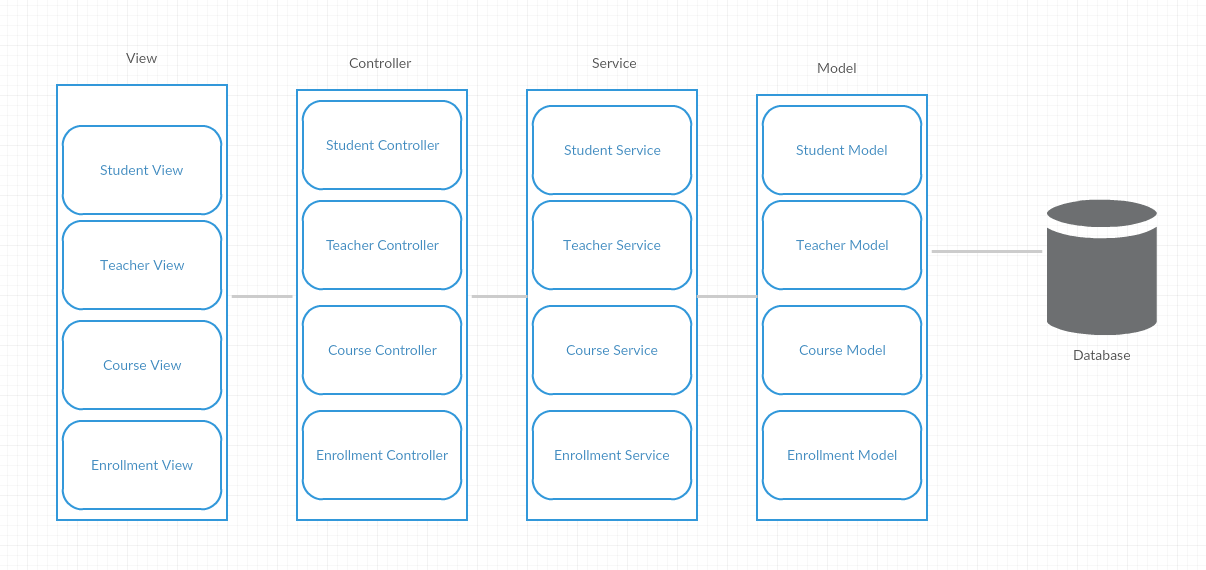 View
Student View
Teacher View
Course View
Enrollment View
Controller
Student Controller
Teacher Controller
Course Controller
Enrollment Controller
Service
Student Service
Teacher Service
Course Service
Enrollment Service
Model
Student Model
Teacher Model
Course Model
Enrollment Model
Database